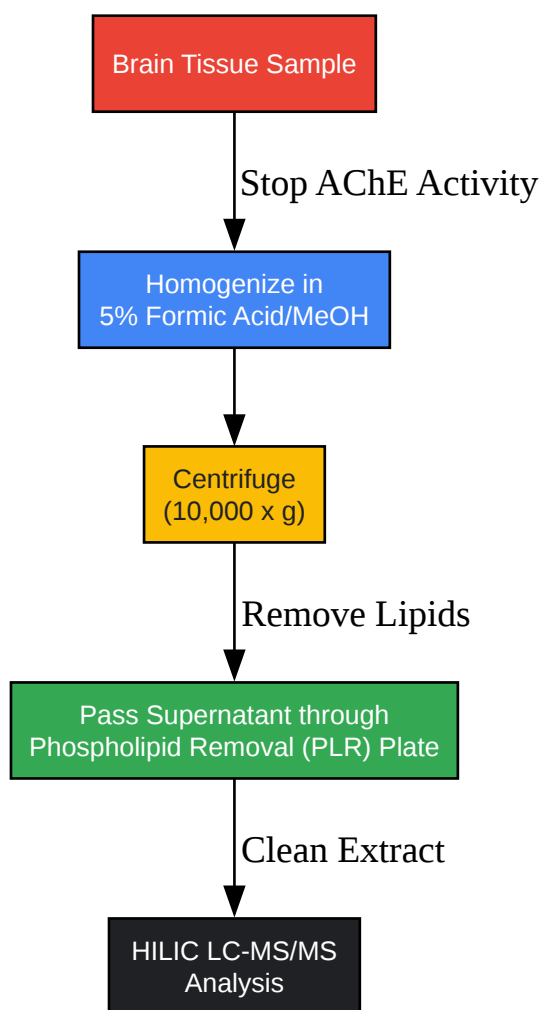 Brain Tissue Sample
Stop AChE Activity
Homogenize in
5% Formic Acid/MeOH
Centrifuge
(10,000 x g)
Remove Lipids
Pass Supernatant through
Phospholipid Removal (PLR) Plate
Clean Extract
HILIC LC-MS/MS
Analysis